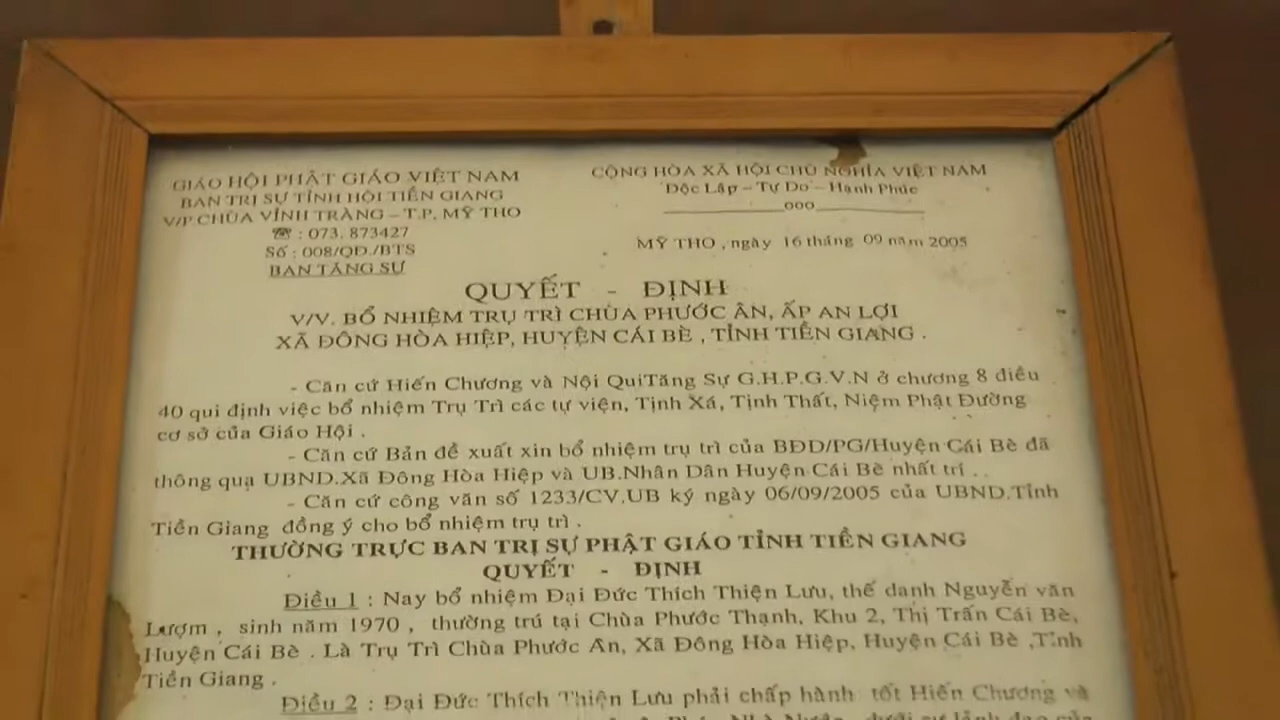 GIÁO HỘI PHẬT GIÁO VIỆT NAM
BAN TRỊ SỰ TỈNH HỘI TIỀN GIANG
V/P CHÙA VĨNH TRÀNG – T.P. MỸ THO
☏ : 073. 873427
Số : 008/QĐ./BTS
BAN TĂNG SỰ
CỘNG HÒA XÃ HỘI CHỦ NGHĨA VIỆT NAM
Độc Lập – Tự Do – Hạnh Phúc
ooo
MỸ THO , ngày 16 tháng 09 năm 2005
QUYẾT - ĐỊNH
V/V. BỔ NHIỆM TRỤ TRÌ CHÙA PHƯỚC ÂN, ẤP AN LỢI
XÃ ĐÔNG HÒA HIỆP, HUYỆN CÁI BÈ , TỈNH TIỀN GIANG .
- Căn cứ Hiến Chương và Nội QuiTăng Sự G.H.P.G.V.N ở chương 8 điều
40 qui định việc bổ nhiệm Trụ Trì các tự viện, Tịnh Xá, Tịnh Thất, Niệm Phật Đường
cơ sở của Giáo Hội .
- Căn cứ Bản đề xuất xin bổ nhiệm trụ trì của BĐD/PG/Huyện Cái Bè đã
thông qua UBND.Xã Đông Hòa Hiệp và UB.Nhân Dân Huyện Cái Bè nhất trí .
- Căn cứ công văn số 1233/CV.UB ký ngày 06/09/2005 của UBND.Tỉnh
Tiền Giang đồng ý cho bổ nhiệm trụ trì .
THƯỜNG TRỰC BAN TRỊ SỰ PHẬT GIÁO TỈNH TIỀN GIANG
QUYẾT - ĐỊNH
Điều 1 : Nay bổ nhiệm Đại Đức Thích Thiện Lưu, thế danh Nguyễn văn
Lượm , sinh năm 1970 , thường trú tại Chùa Phước Thạnh, Khu 2, Thị Trấn Cái Bè,
Huyện Cái Bè . Là Trụ Trì Chùa Phước Ân, Xã Đông Hòa Hiệp, Huyện Cái Bè ,Tỉnh
Tiền Giang .
Điều 2 : Đại Đức Thích Thiện Lưu phải chấp hành tốt Hiến Chương và